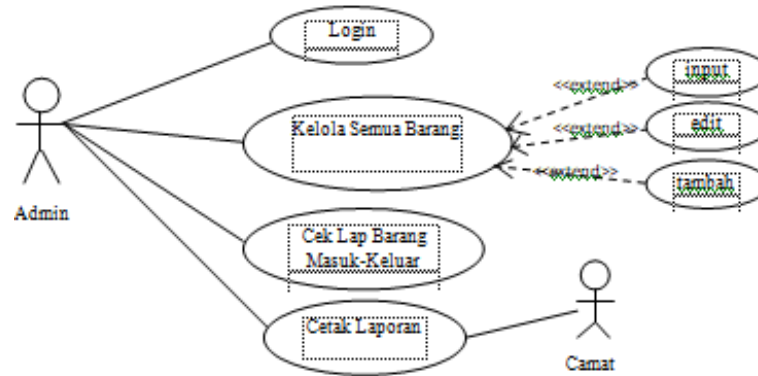 Login
input
<<extend>>
Kelola Semua Barang
<<extend>>
edit
<<extend>>
tambah
Admin
Cek Lap Barang
Masuk-Keluar
Cetak Laporan
Camat